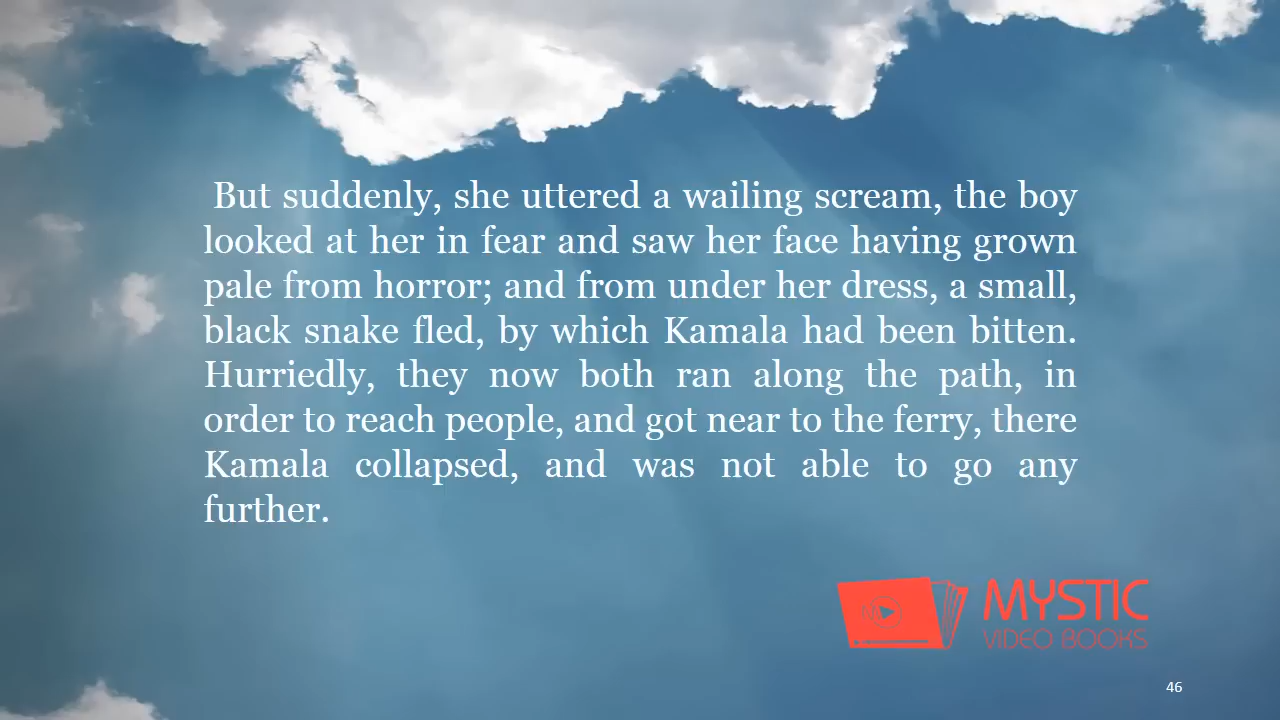 But suddenly, she uttered a wailing scream, the boy
looked at her in fear and saw her face having grown
pale from horror; and from under her dress, a small,
black snake fled, by which Kamala had been bitten.
Hurriedly, they now both ran along the path, in
order to reach people, and got near to the ferry, there
Kamala collapsed, and was not able to go any
further.
MYSTIC
VIDEO BOOKS
46